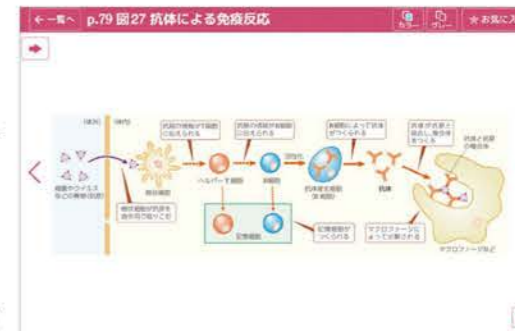 ←一覧へ
p.79 図27 抗体による免疫反応
カラー
グレー
★お気に入
(体外)
(体内)
細菌やウイルス
などの異物(抗原)
樹状細胞
樹状細胞が抗原を
食作用で取りこむ
抗原の情報がT細胞
に伝えられる
ヘルパーT細胞
抗原の情報がB細胞
に伝えられる
B細胞
活性化
記憶細胞
記憶細胞が
つくられる
B細胞によって抗体
がつくられる
抗体産生細胞
(形質細胞)
抗体
抗体が抗原と
結合し、複合体
をつくる
抗体と抗原
の複合体
マクロファージに
よって分解される
マクロファージなど